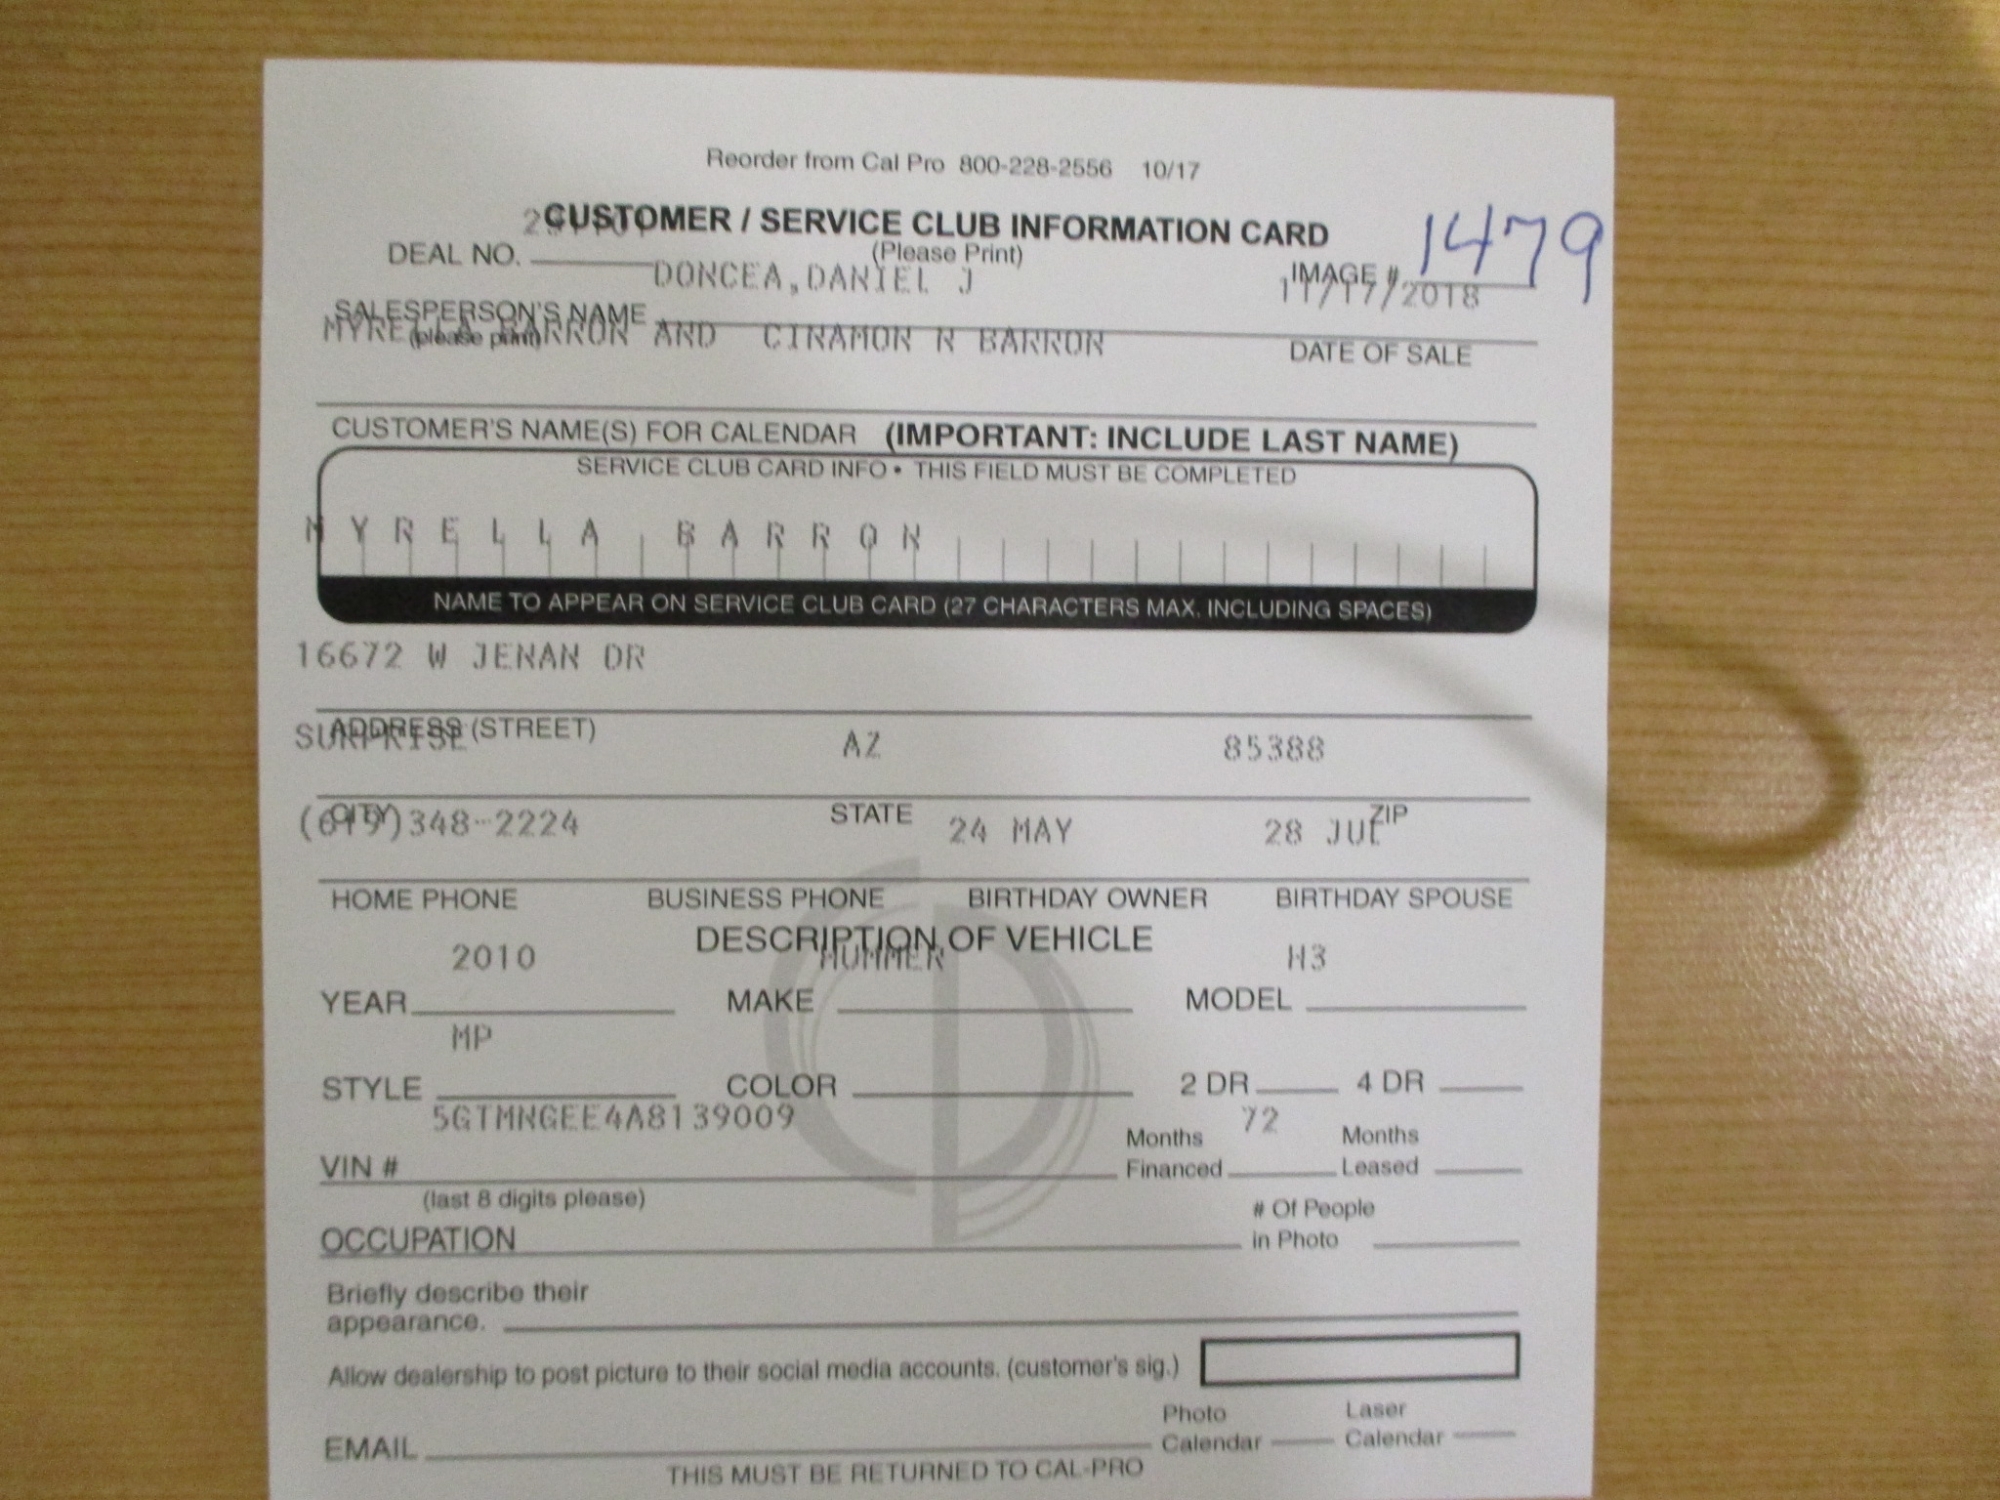 Reorder from Cal Pro 800-228-2556 10/17
CUSTOMER / SERVICE CLUB INFORMATION CARD
1479
DEAL NO.
(Please Print)
DONCEA,DANIEL J
IMAGE #
11/17/2018
SALESPERSON'S NAME
(please print)
MYRELLA BARRON AND CINAMON N BARRON
DATE OF SALE
CUSTOMER'S NAME(S) FOR CALENDAR (IMPORTANT: INCLUDE LAST NAME)
SERVICE CLUB CARD INFO • THIS FIELD MUST BE COMPLETED
MYRELLA BARRON
NAME TO APPEAR ON SERVICE CLUB CARD (27 CHARACTERS MAX. INCLUDING SPACES)
16672 W JENAN DR
ADDRESS (STREET)
SURPRISE AZ 85388
CITY STATE ZIP
(619)348-2224 24 MAY 28 JUL
HOME PHONE BUSINESS PHONE BIRTHDAY OWNER BIRTHDAY SPOUSE
DESCRIPTION OF VEHICLE
2010 HUMMER H3
YEAR MAKE MODEL
MP
STYLE COLOR 2 DR 4 DR
5GTMNGEE4A8139009 72
VIN # Months Financed Months Leased
(last 8 digits please)
OCCUPATION # Of People in Photo
Briefly describe their
appearance.
Allow dealership to post picture to their social media accounts. (customer's sig.)
EMAIL Photo Calendar Laser Calendar
THIS MUST BE RETURNED TO CAL-PRO